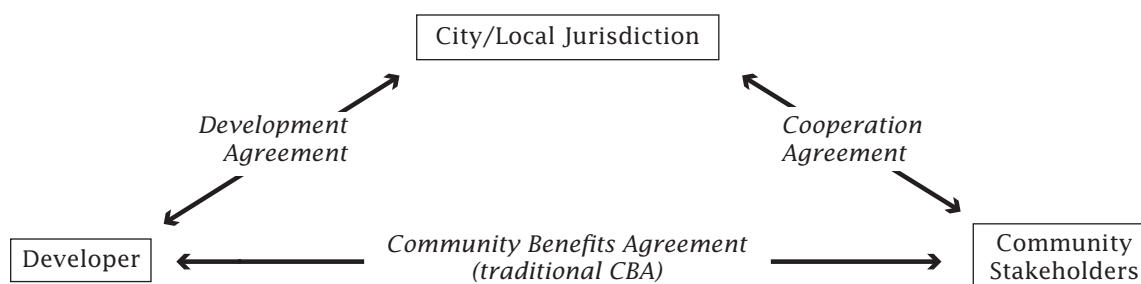 City/Local Jurisdiction
Development
Agreement
Cooperation
Agreement
Developer
Community Benefits Agreement
(traditional CBA)
Community
Stakeholders